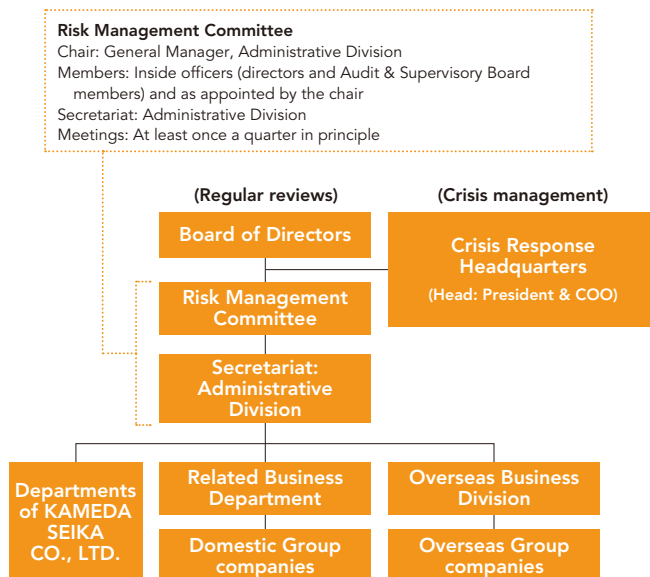 Risk Management Committee
Chair: General Manager, Administrative Division
Members: Inside officers (directors and Audit & Supervisory Board
members) and as appointed by the chair
Secretariat: Administrative Division
Meetings: At least once a quarter in principle
(Regular reviews)
(Crisis management)
Board of Directors
Crisis Response
Headquarters
(Head: President & COO)
Risk Management
Committee
Secretariat:
Administrative
Division
Departments
of KAMEDA
SEIKA
CO., LTD.
Related Business
Department
Overseas Business
Division
Domestic Group
companies
Overseas Group
companies